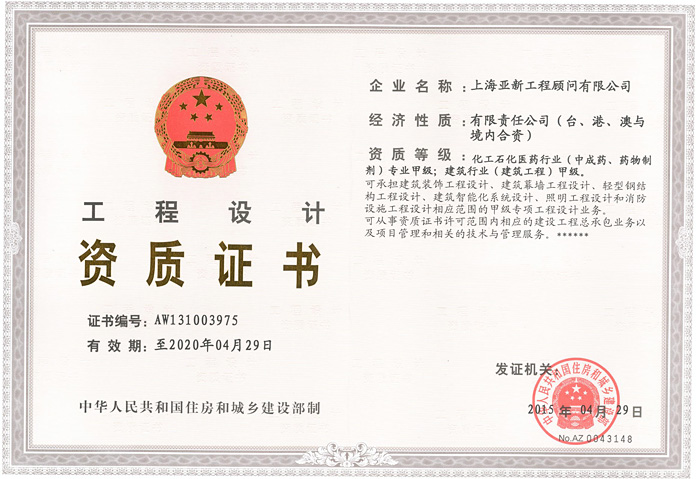 工程设计
资质证书
证书编号：AW131003975
有效期：至2020年04月29日
中华人民共和国住房和城乡建设部制
企业名称：上海亚新工程顾问有限公司
经济性质：有限责任公司（台、港、澳与
境内合资）
资质等级：化工石化医药行业（中成药、药物制
剂）专业甲级；建筑行业（建筑工程）甲级。
可承担建筑装饰工程设计、建筑幕墙工程设计、轻型钢结
构工程设计、建筑智能化系统设计、照明工程设计和消防
设施工程设计相应范围的甲级专项工程设计业务。
可从事资质证书许可范围内相应的建设工程总承包业务以
及项目管理和相关的技术与管理服务。******
发证机关：
中华人民共和国住房和城乡建设部
2015年04月29日
No.AZ 0043148